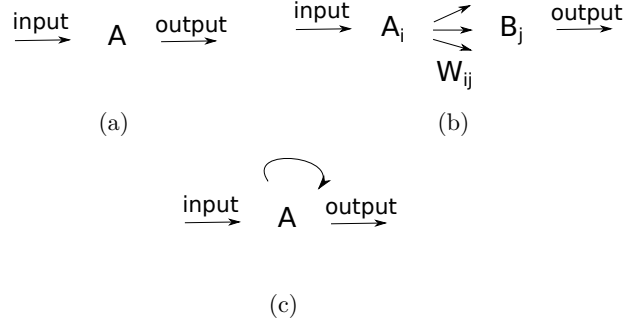 input A output
input A_i B_j output
W_ij
(a) (b)
input A output
(c)